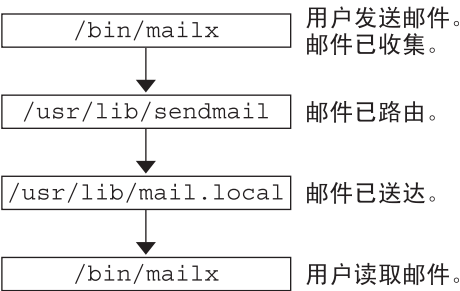 /bin/mailx
用户发送邮件。
邮件已收集。
/usr/lib/sendmail
邮件已路由。
/usr/lib/mail.local
邮件已送达。
/bin/mailx
用户读取邮件。